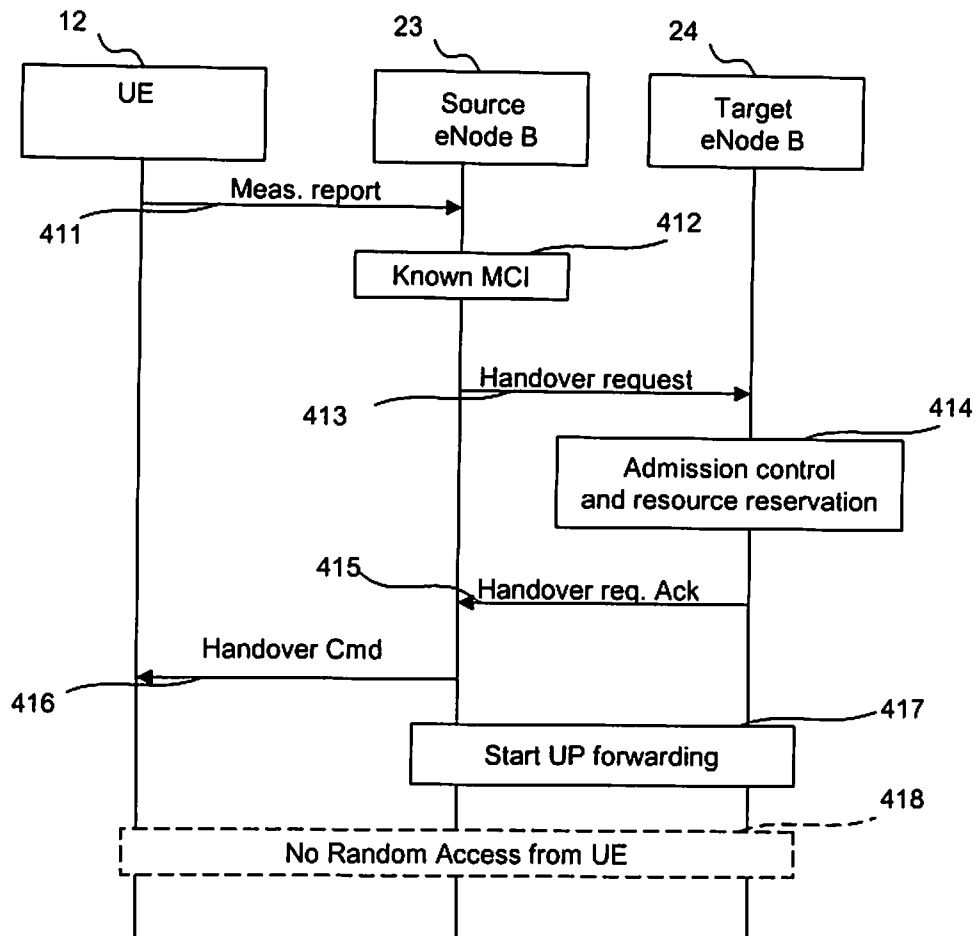 12
23
24
UE
Source
eNode B
Target
eNode B
Meas. report
411
412
Known MCI
Handover request
413
414
Admission control
and resource reservation
415
Handover req. Ack
Handover Cmd
416
417
Start UP forwarding
418
No Random Access from UE